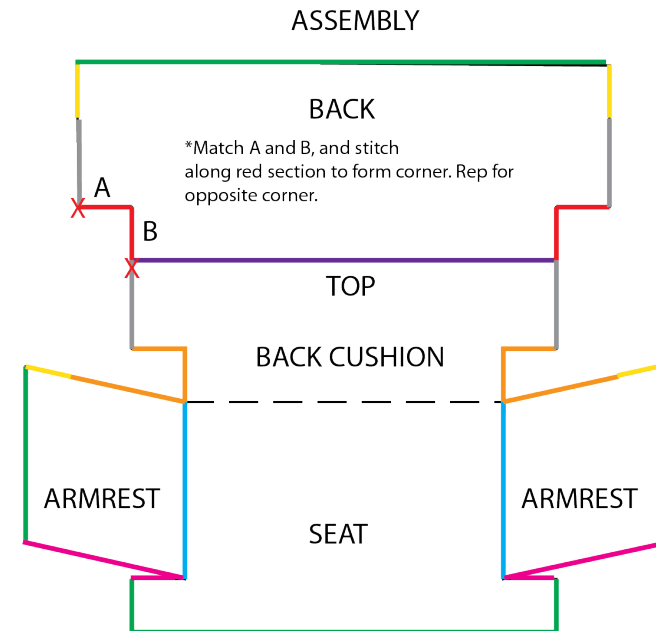 ASSEMBLY
BACK
*Match A and B, and stitch
along red section to form corner. Rep for
opposite corner.
A
X
B
X
TOP
BACK CUSHION
ARMREST
ARMREST
SEAT